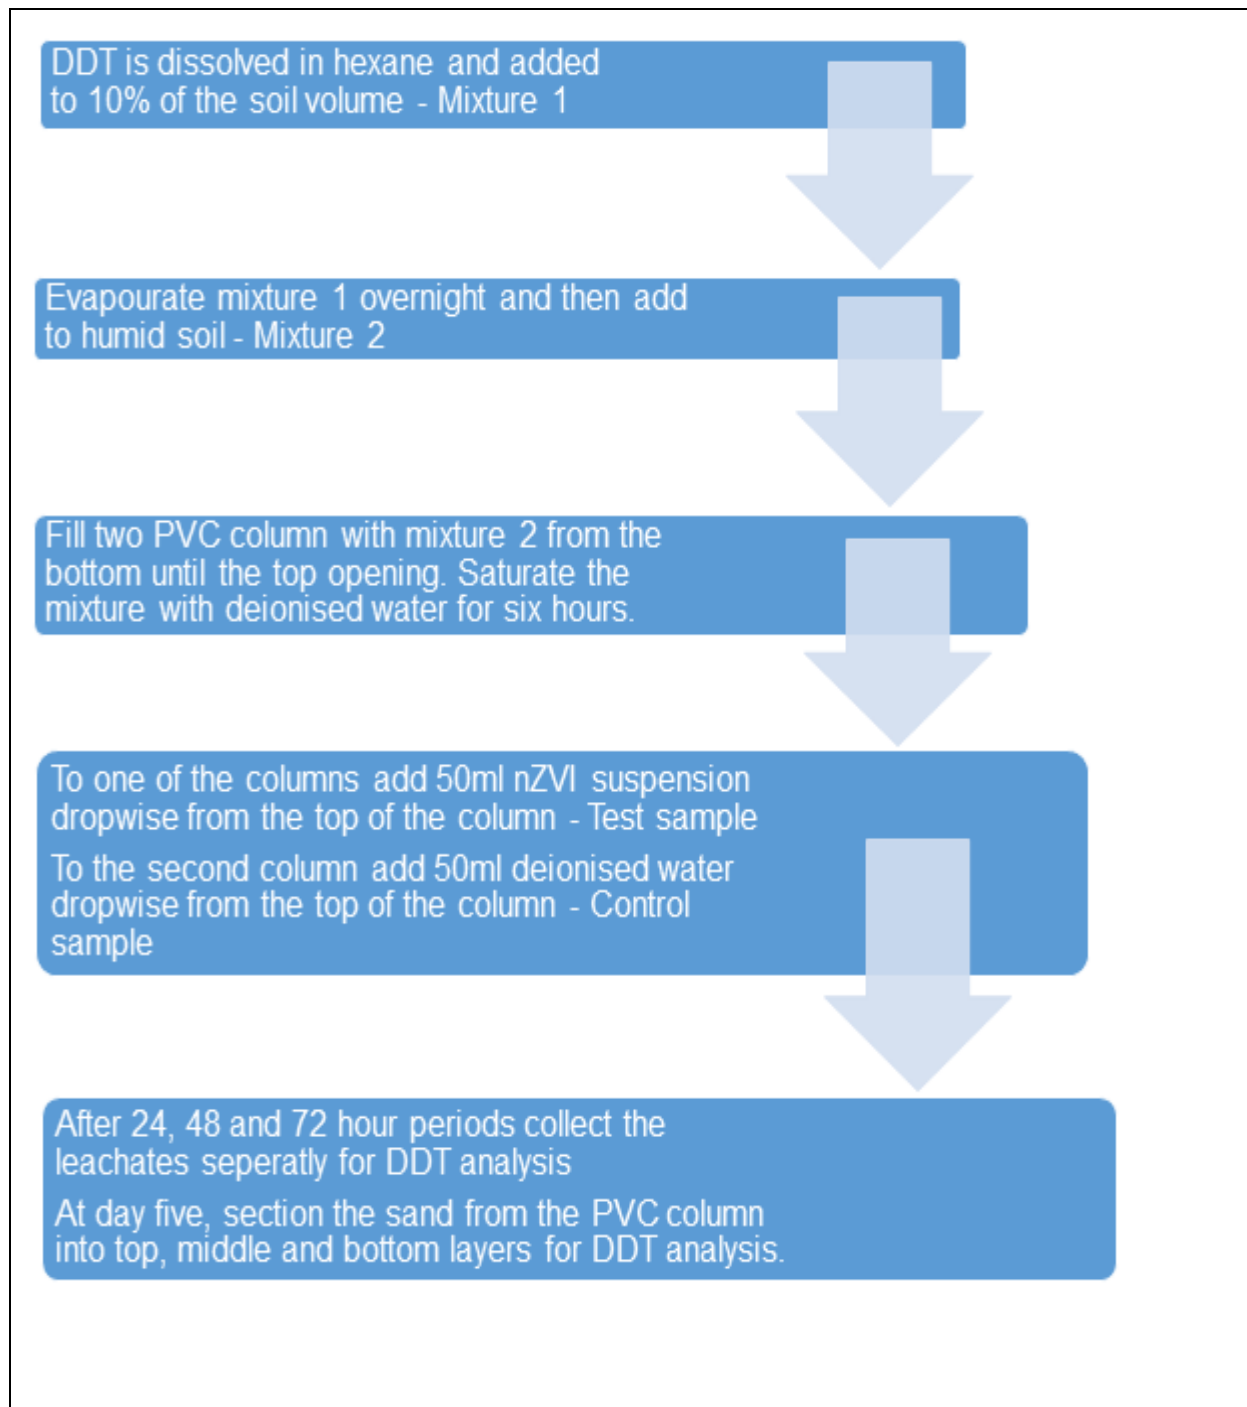 DDT is dissolved in hexane and added
to 10% of the soil volume - Mixture 1
Evapourate mixture 1 overnight and then add
to humid soil - Mixture 2
Fill two PVC column with mixture 2 from the
bottom until the top opening. Saturate the
mixture with deionised water for six hours.
To one of the columns add 50ml nZVI suspension
dropwise from the top of the column - Test sample
To the second column add 50ml deionised water
dropwise from the top of the column - Control
sample
After 24, 48 and 72 hour periods collect the
leachates seperatly for DDT analysis
At day five, section the sand from the PVC column
into top, middle and bottom layers for DDT analysis.